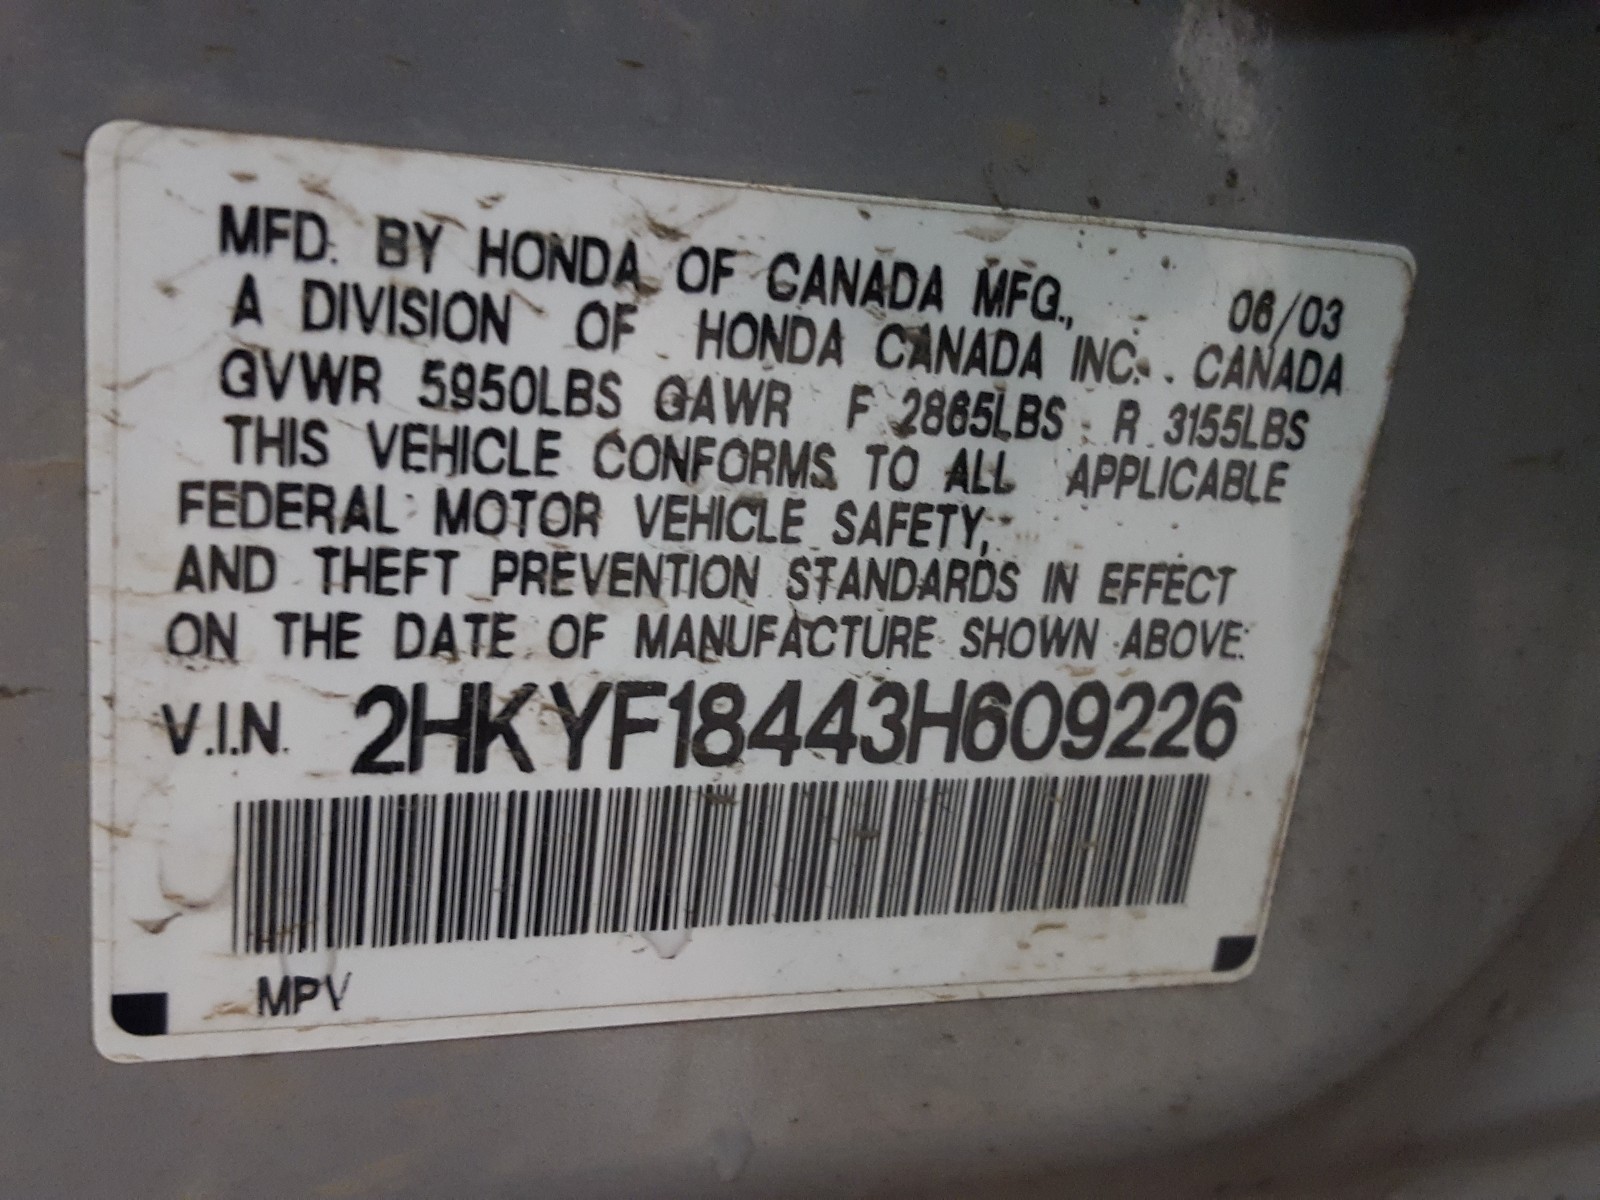 MFD. BY HONDA OF CANADA MFG., 06/03
A DIVISION OF HONDA CANADA INC. CANADA
GVWR 5950LBS GAWR F 2865LBS R 3155LBS
THIS VEHICLE CONFORMS TO ALL APPLICABLE
FEDERAL MOTOR VEHICLE SAFETY,
AND THEFT PREVENTION STANDARDS IN EFFECT
ON THE DATE OF MANUFACTURE SHOWN ABOVE.
V.I.N. 2HKYF18443H609226
MPV